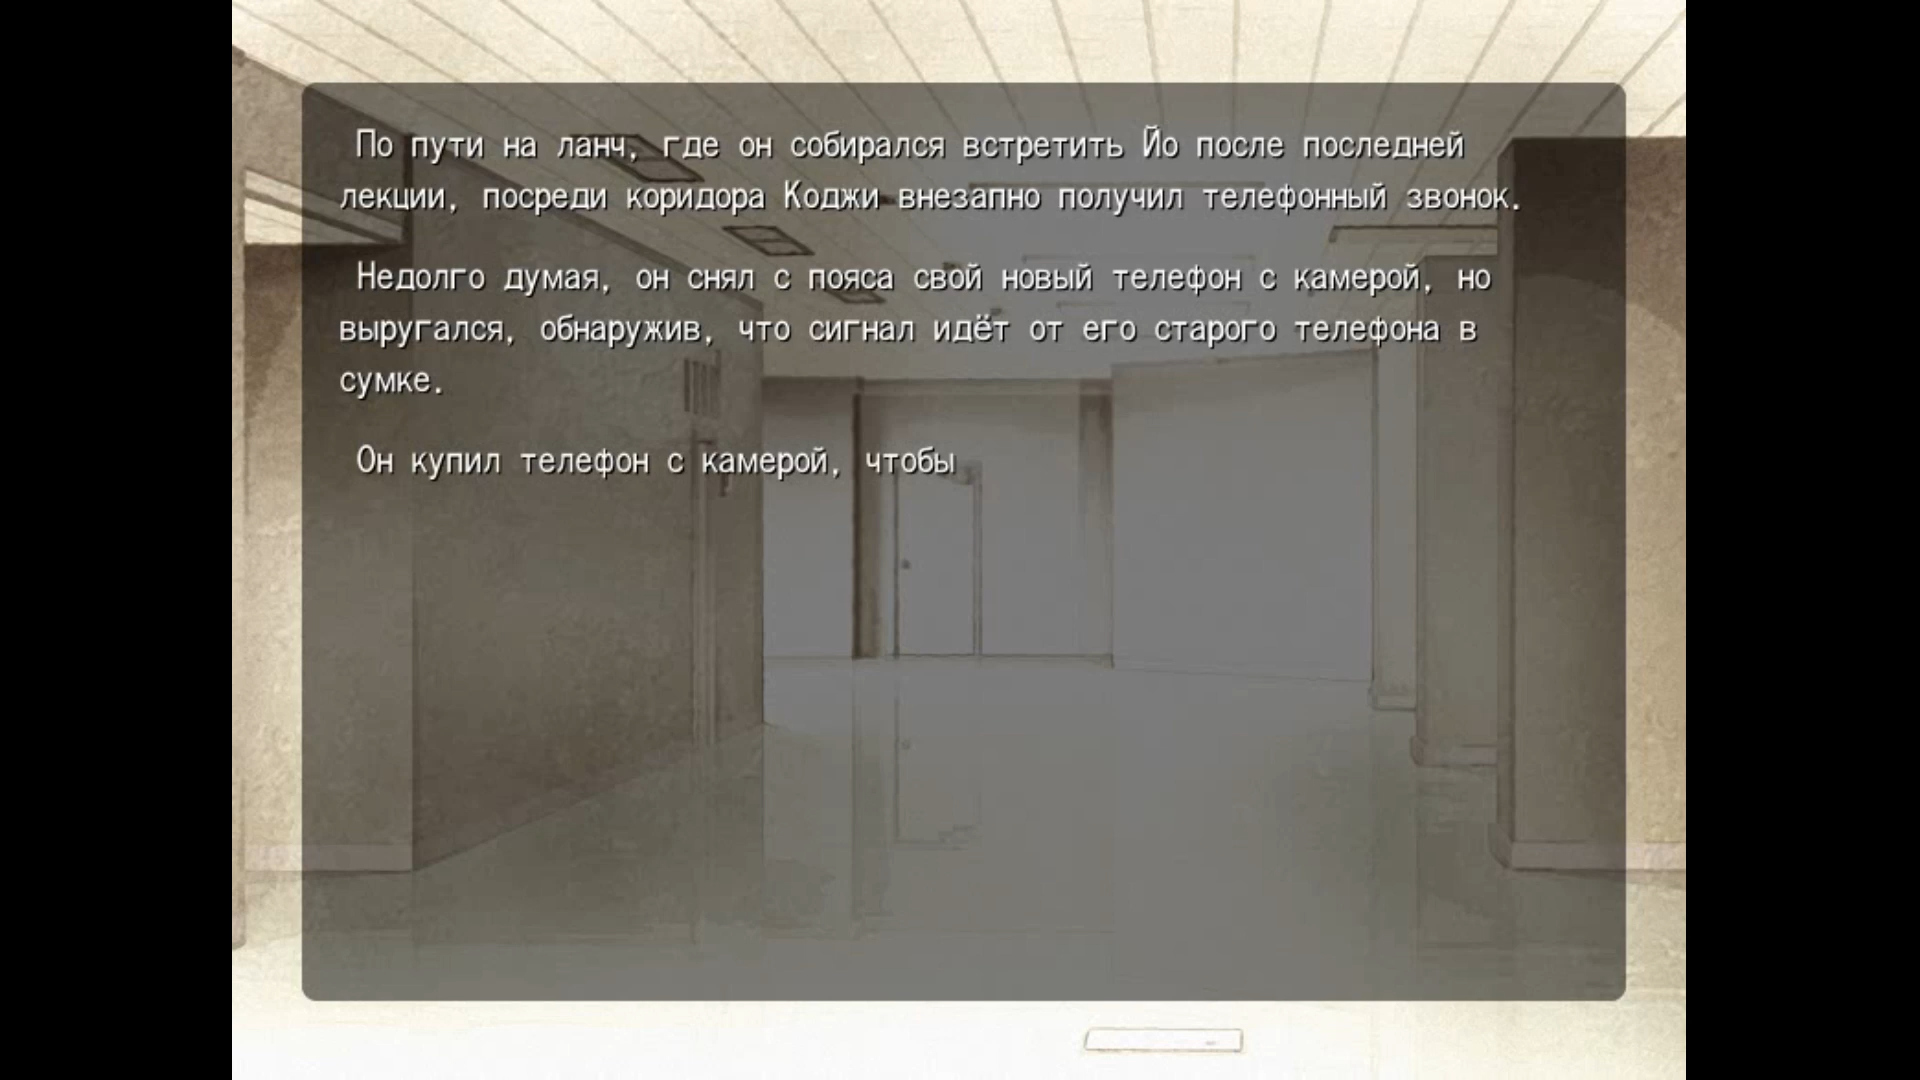 По пути на ланч, где он собирался встретить Йо после последней
лекции, посреди коридора Коджи внезапно получил телефонный звонок.
Недолго думая, он снял с пояса свой новый телефон с камерой, но
выругался, обнаружив, что сигнал идёт от его старого телефона в
сумке.
Он купил телефон с камерой, чтобы